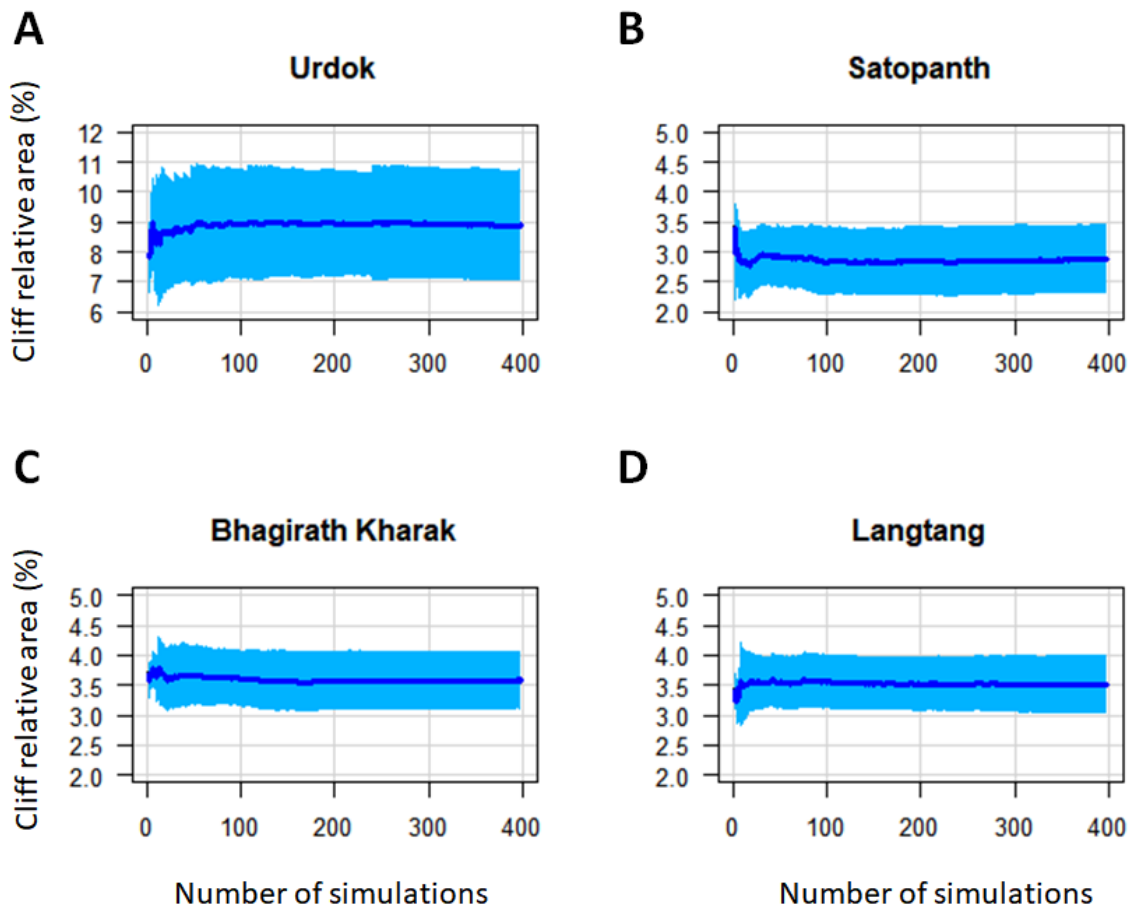 A
Urdok
Cliff relative area (%)
12
11
10
9
8
7
6
0 100 200 300 400
B
Satopanth
5.0
4.5
4.0
3.5
3.0
2.5
2.0
0 100 200 300 400
C
Bhagirath Kharak
Cliff relative area (%)
5.0
4.5
4.0
3.5
3.0
2.5
2.0
0 100 200 300 400
Number of simulations
D
Langtang
5.0
4.5
4.0
3.5
3.0
2.5
2.0
0 100 200 300 400
Number of simulations